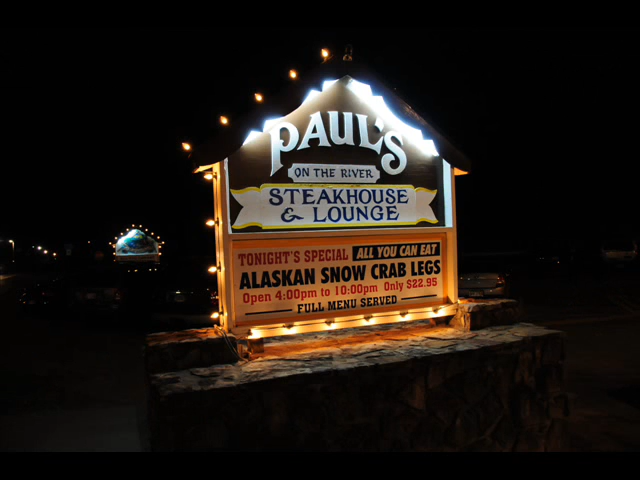 PAUL'S
ON THE RIVER
STEAKHOUSE
& LOUNGE
TONIGHT'S SPECIAL ALL YOU CAN EAT
ALASKAN SNOW CRAB LEGS
Open 4:00pm to 10:00pm Only $22.95
FULL MENU SERVED